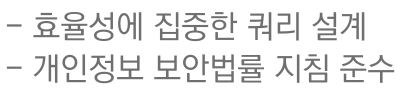 - 효율성에 집중한 쿼리 설계
- 개인정보 보안법률 지침 준수